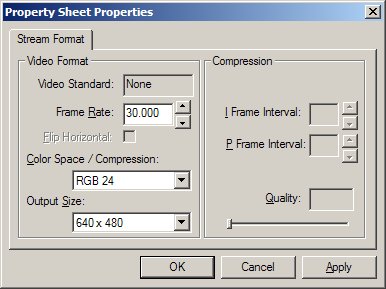 Property Sheet Properties
Stream Format
Video Format
Video Standard: None
Frame Rate: 30.000
Flip Horizontal:
Color Space / Compression:
RGB 24
Output Size:
640 x 480
Compression
I Frame Interval:
P Frame Interval:
Quality:
OK Cancel Apply